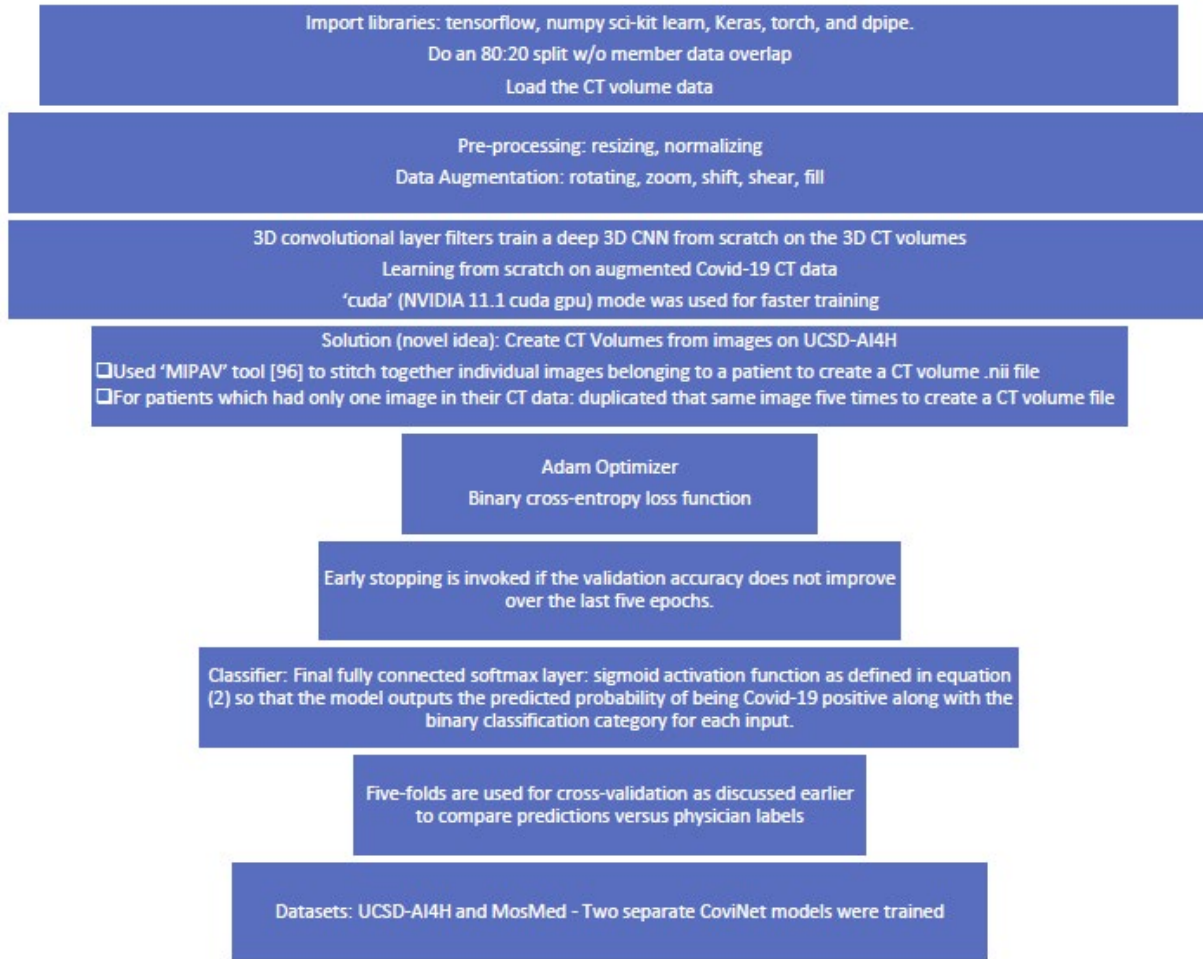 Import libraries: tensorflow, numpy sci-kit learn, Keras, torch, and dpipe.
Do an 80:20 split w/o member data overlap
Load the CT volume data
Pre-processing: resizing, normalizing
Data Augmentation: rotating, zoom, shift, shear, fill
3D convolutional layer filters train a deep 3D CNN from scratch on the 3D CT volumes
Learning from scratch on augmented Covid-19 CT data
‘cuda’ (NVIDIA 11.1 cuda gpu) mode was used for faster training
Solution (novel idea): Create CT Volumes from images on UCSD-AI4H
❑Used ‘MIPAV’ tool [96] to stitch together individual images belonging to a patient to create a CT volume .nii file
❑For patients which had only one image in their CT data: duplicated that same image five times to create a CT volume file
Adam Optimizer
Binary cross-entropy loss function
Early stopping is invoked if the validation accuracy does not improve
over the last five epochs.
Classifier: Final fully connected softmax layer: sigmoid activation function as defined in equation
(2) so that the model outputs the predicted probability of being Covid-19 positive along with the
binary classification category for each input.
Five-folds are used for cross-validation as discussed earlier
to compare predictions versus physician labels
Datasets: UCSD-AI4H and MosMed - Two separate CoviNet models were trained